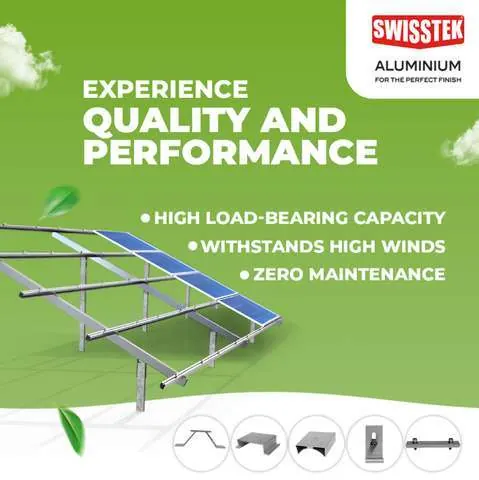 SWISSTEK
ALUMINIUM
FOR THE PERFECT FINISH
EXPERIENCE
QUALITY AND
PERFORMANCE
HIGH LOAD-BEARING CAPACITY
WITHSTANDS HIGH WINDS
ZERO MAINTENANCE